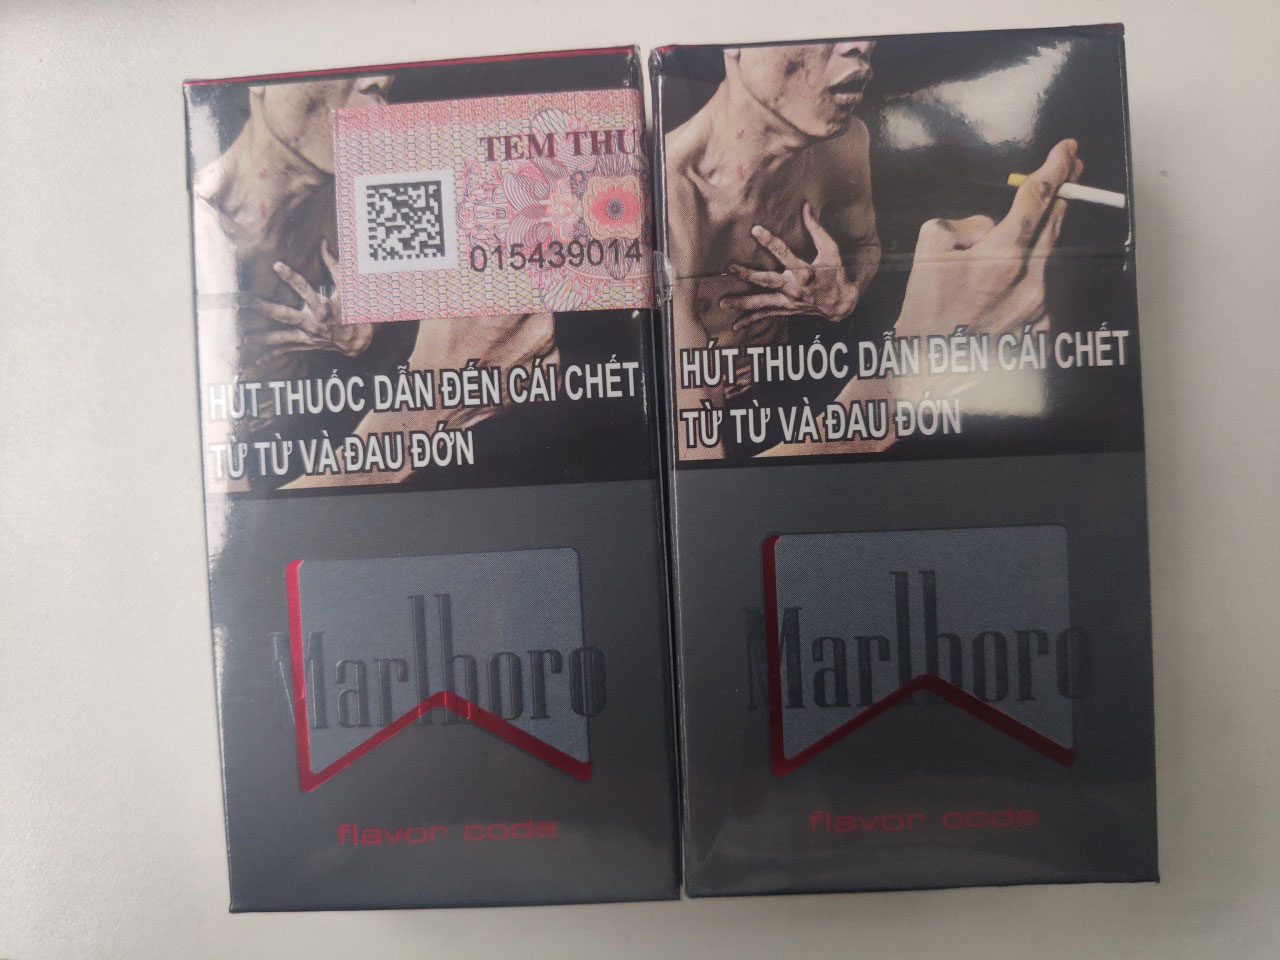 TEM THUỐ
015439014
HÚT THUỐC DẪN ĐẾN CÁI CHẾT
TỪ TỪ VÀ ĐAU ĐỚN
Marlboro
flavor code
HÚT THUỐC DẪN ĐẾN CÁI CHẾT
TỪ TỪ VÀ ĐAU ĐỚN
Marlboro
flavor code